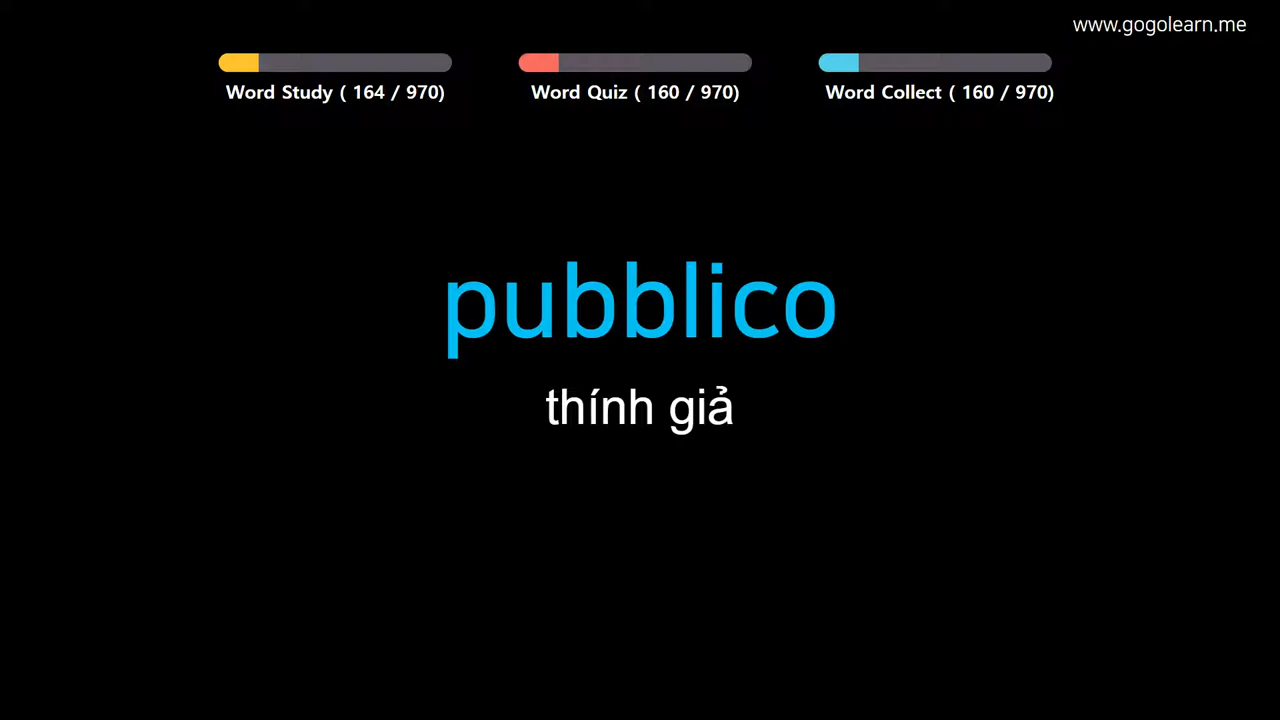 www.gogolearn.me
Word Study ( 164 / 970)
Word Quiz ( 160 / 970)
Word Collect ( 160 / 970)
pubblico
thính giả